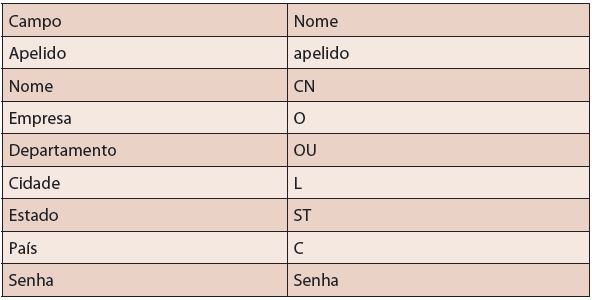 Campo Nome
Apelido apelido
Nome CN
Empresa O
Departamento OU
Cidade L
Estado ST
País C
Senha Senha